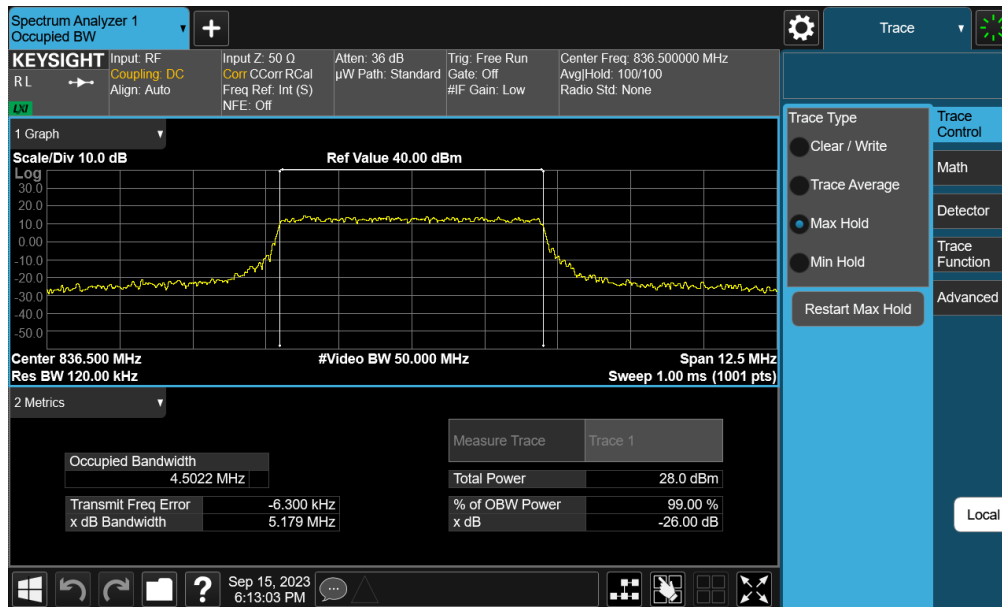 Spectrum Analyzer 1
Occupied BW
+
Trace
KEYSIGHT
R L
LXI
Input: RF
Coupling: DC
Align: Auto
Input Z: 50 Ω
Corr CCorr RCal
Freq Ref: Int (S)
NFE: Off
Atten: 36 dB
µW Path: Standard
Trig: Free Run
Gate: Off
#IF Gain: Low
Center Freq: 836.500000 MHz
Avg|Hold: 100/100
Radio Std: None
1 Graph
Scale/Div 10.0 dB
Ref Value 40.00 dBm
Log
30.0
20.0
10.0
0.00
-10.0
-20.0
-30.0
-40.0
-50.0
Center 836.500 MHz
#Video BW 50.000 MHz
Span 12.5 MHz
Res BW 120.00 kHz
Sweep 1.00 ms (1001 pts)
2 Metrics
Measure Trace
Trace 1
Occupied Bandwidth
4.5022 MHz
Total Power
28.0 dBm
Transmit Freq Error
-6.300 kHz
% of OBW Power
99.00 %
x dB Bandwidth
5.179 MHz
x dB
-26.00 dB
?
Sep 15, 2023
6:13:03 PM
Trace Type
Clear / Write
Trace Average
Max Hold
Min Hold
Restart Max Hold
Trace
Control
Math
Detector
Trace
Function
Advanced
Local